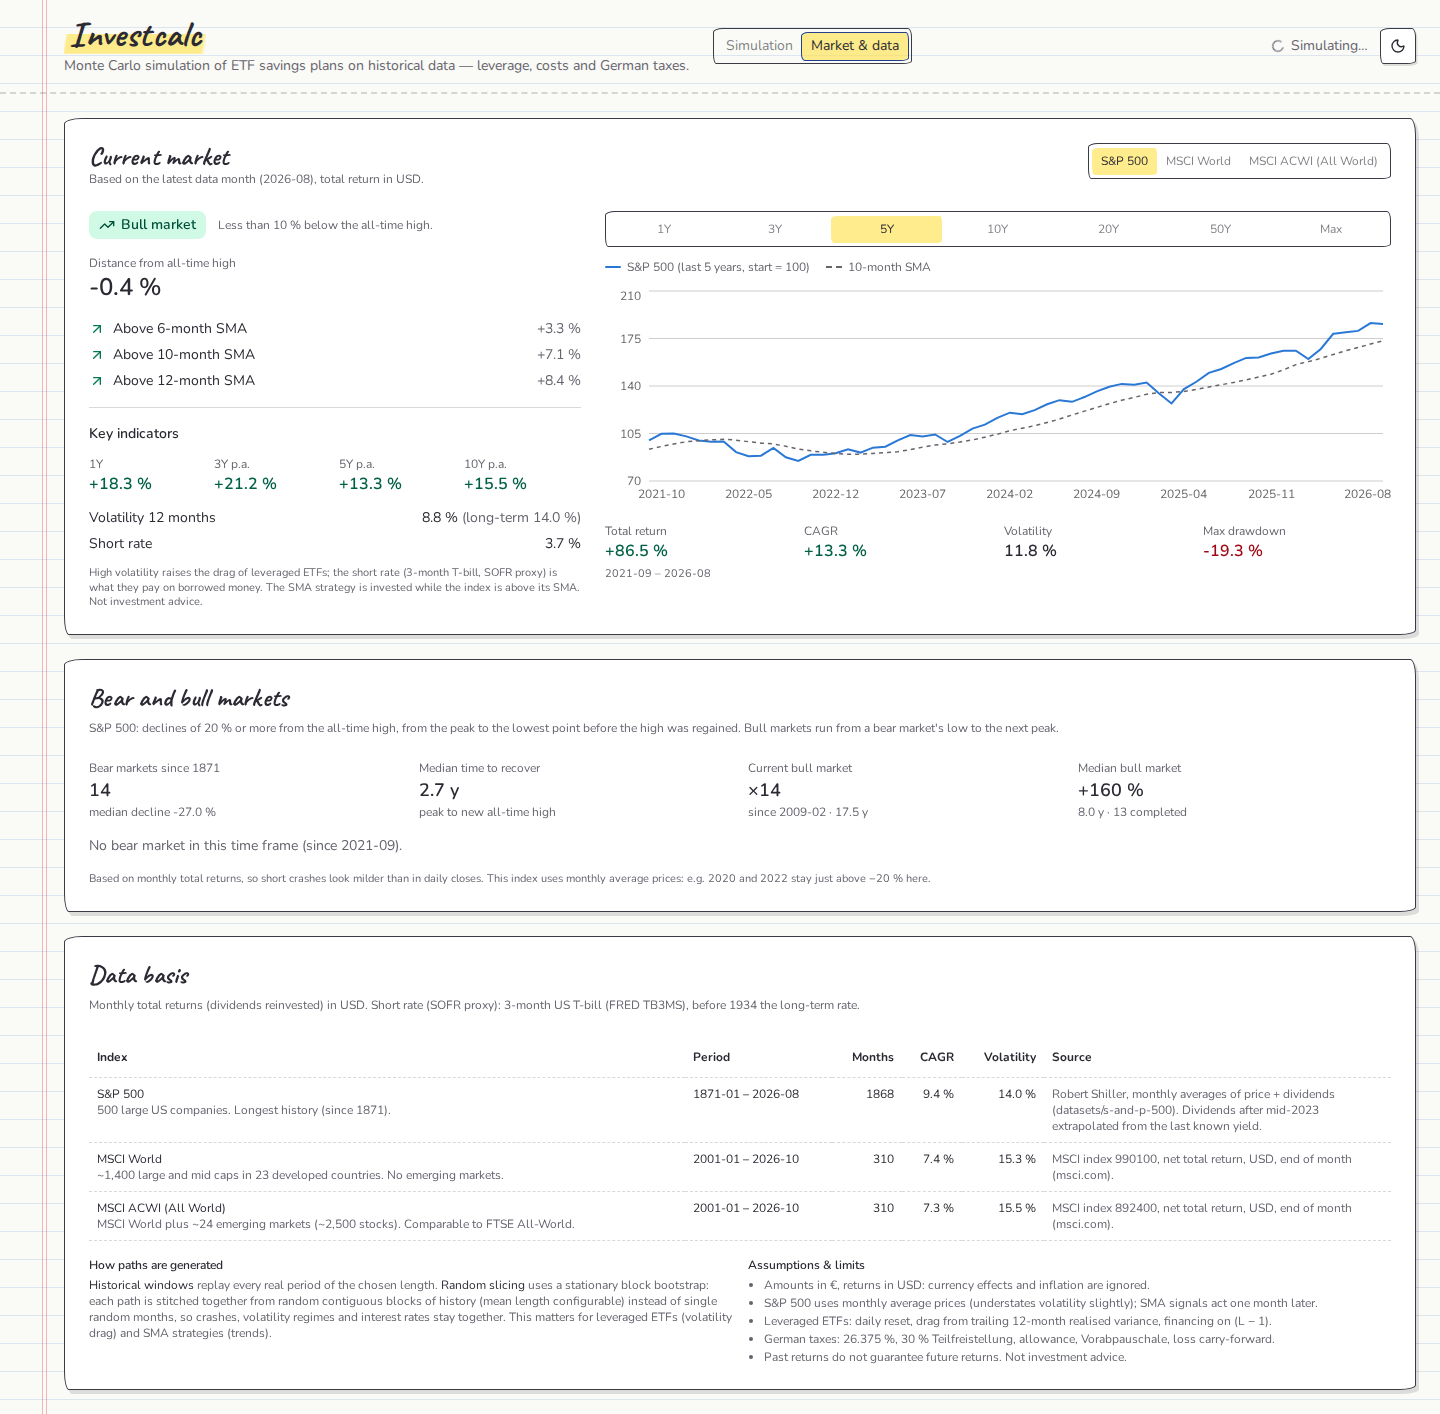 Investcalc
Monte Carlo simulation of ETF savings plans on historical data — leverage, costs and German taxes.
Simulation
Market & data
Simulating...
Current market
Based on the latest data month (2026-08), total return in USD.
S&P 500
MSCI World
MSCI ACWI (All World)
Bull market
Less than 10 % below the all-time high.
Distance from all-time high
-0.4 %
Above 6-month SMA +3.3 %
Above 10-month SMA +7.1 %
Above 12-month SMA +8.4 %
Key indicators
1Y 3Y p.a. 5Y p.a. 10Y p.a.
+18.3 % +21.2 % +13.3 % +15.5 %
Volatility 12 months 8.8 % (long-term 14.0 %)
Short rate 3.7 %
High volatility raises the drag of leveraged ETFs; the short rate (3-month T-bill, SOFR proxy) is
what they pay on borrowed money. The SMA strategy is invested while the index is above its SMA.
Not investment advice.
1Y 3Y 5Y 10Y 20Y 50Y Max
S&P 500 (last 5 years, start = 100) 10-month SMA
210
175
140
105
70
2021-10 2022-05 2022-12 2023-07 2024-02 2024-09 2025-04 2025-11 2026-08
Total return CAGR Volatility Max drawdown
+86.5 % +13.3 % 11.8 % -19.3 %
2021-09 – 2026-08
Bear and bull markets
S&P 500: declines of 20 % or more from the all-time high, from the peak to the lowest point before the high was regained. Bull markets run from a bear market's low to the next peak.
Bear markets since 1871 Median time to recover Current bull market Median bull market
14 2.7 y ×14 +160 %
median decline -27.0 % peak to new all-time high since 2009-02 · 17.5 y 8.0 y · 13 completed
No bear market in this time frame (since 2021-09).
Based on monthly total returns, so short crashes look milder than in daily closes. This index uses monthly average prices: e.g. 2020 and 2022 stay just above −20 % here.
Data basis
Monthly total returns (dividends reinvested) in USD. Short rate (SOFR proxy): 3-month US T-bill (FRED TB3MS), before 1934 the long-term rate.
Index Period Months CAGR Volatility Source
S&P 500 1871-01 – 2026-08 1868 9.4 % 14.0 % Robert Shiller, monthly averages of price + dividends
500 large US companies. Longest history (since 1871). (datasets/s-and-p-500). Dividends after mid-2023
extrapolated from the last known yield.
MSCI World 2001-01 – 2026-10 310 7.4 % 15.3 % MSCI index 990100, net total return, USD, end of month
~1,400 large and mid caps in 23 developed countries. No emerging markets. (msci.com).
MSCI ACWI (All World) 2001-01 – 2026-10 310 7.3 % 15.5 % MSCI index 892400, net total return, USD, end of month
MSCI World plus ~24 emerging markets (~2,500 stocks). Comparable to FTSE All-World. (msci.com).
How paths are generated
Historical windows replay every real period of the chosen length. Random slicing uses a stationary block bootstrap:
each path is stitched together from random contiguous blocks of history (mean length configurable) instead of single
random months, so crashes, volatility regimes and interest rates stay together. This matters for leveraged ETFs (volatility
drag) and SMA strategies (trends).
Assumptions & limits
• Amounts in €, returns in USD: currency effects and inflation are ignored.
• S&P 500 uses monthly average prices (understates volatility slightly); SMA signals act one month later.
• Leveraged ETFs: daily reset, drag from trailing 12-month realised variance, financing on (L − 1).
• German taxes: 26.375 %, 30 % Teilfreistellung, allowance, Vorabpauschale, loss carry-forward.
• Past returns do not guarantee future returns. Not investment advice.